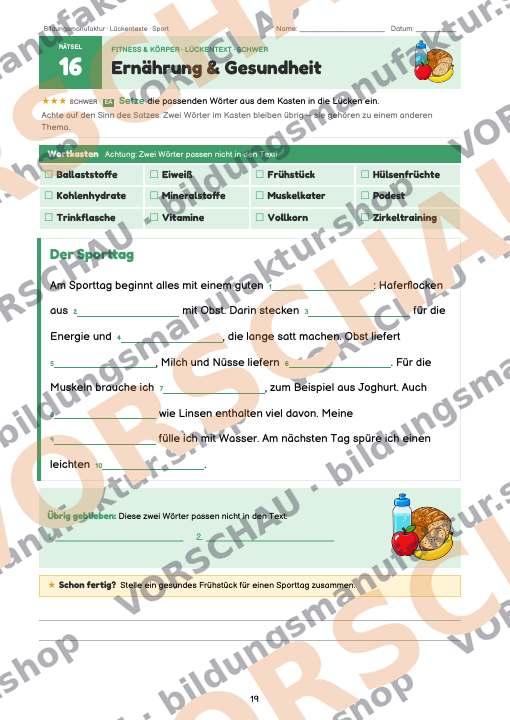 Bildungsmanufaktur · Lückentexte · Sport Name: Datum:
RÄTSEL
16
FITNESS & KÖRPER · LÜCKENTEXT · SCHWER
Ernährung & Gesundheit
★★★ SCHWER EA Setze die passenden Wörter aus dem Kasten in die Lücken ein.
Achte auf den Sinn des Satzes. Zwei Wörter im Kasten bleiben übrig – sie gehören zu einem anderen
Thema.
Wortkasten Achtung: Zwei Wörter passen nicht in den Text!
☐ Ballaststoffe ☐ Eiweiß ☐ Frühstück ☐ Hülsenfrüchte
☐ Kohlenhydrate ☐ Mineralstoffe ☐ Muskelkater ☐ Podest
☐ Trinkflasche ☐ Vitamine ☐ Vollkorn ☐ Zirkeltraining
Der Sporttag
Am Sporttag beginnt alles mit einem guten 1 : Haferflocken
aus 2 mit Obst. Darin stecken 3 für die
Energie und 4 , die lange satt machen. Obst liefert
5 , Milch und Nüsse liefern 6 . Für die
Muskeln brauche ich 7 , zum Beispiel aus Joghurt. Auch
8 wie Linsen enthalten viel davon. Meine
9 fülle ich mit Wasser. Am nächsten Tag spüre ich einen
leichten 10 .
Übrig geblieben: Diese zwei Wörter passen nicht in den Text:
1. 2.
★ Schon fertig? Stelle ein gesundes Frühstück für einen Sporttag zusammen.
19
VORSCHAU · bildungsmanufaktur.shop
VORSCHAU